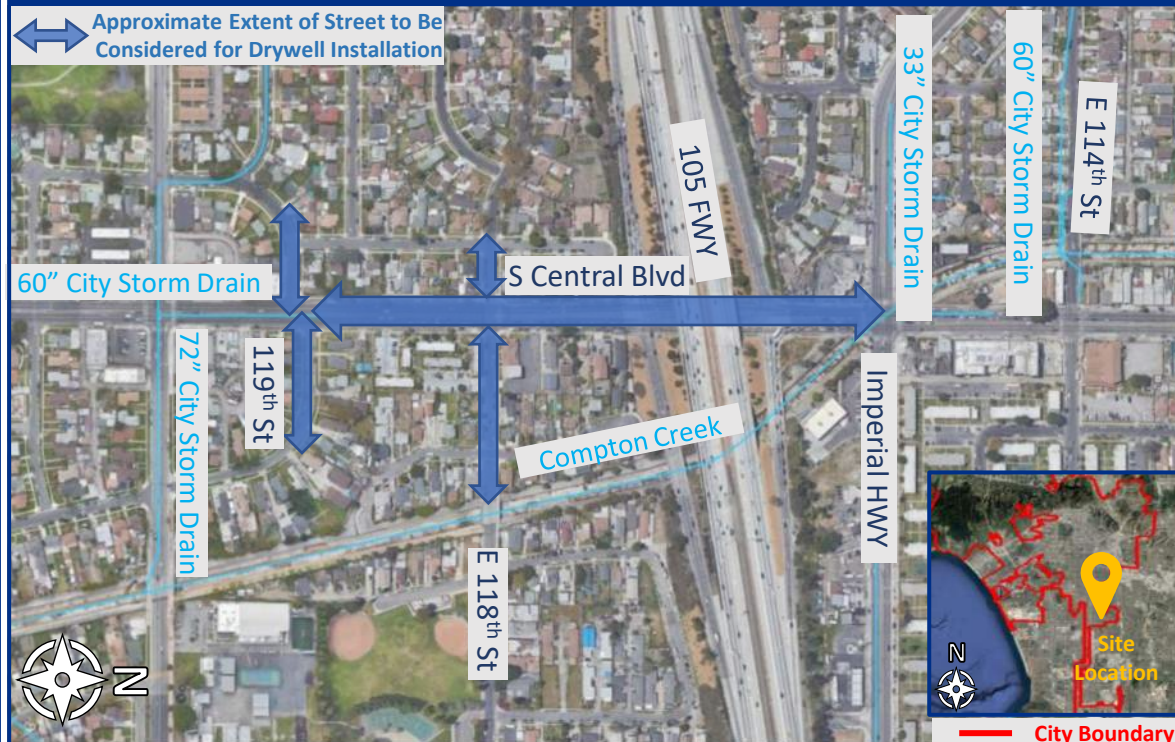 Approximate Extent of Street to Be
Considered for Drywell Installation
33” City Storm Drain
60” City Storm Drain
E 114th St
105 FWY
S Central Blvd
60” City Storm Drain
72” City Storm Drain
119th St
Compton Creek
Imperial HWY
E 118th St
N
N
Site
Location
City Boundary